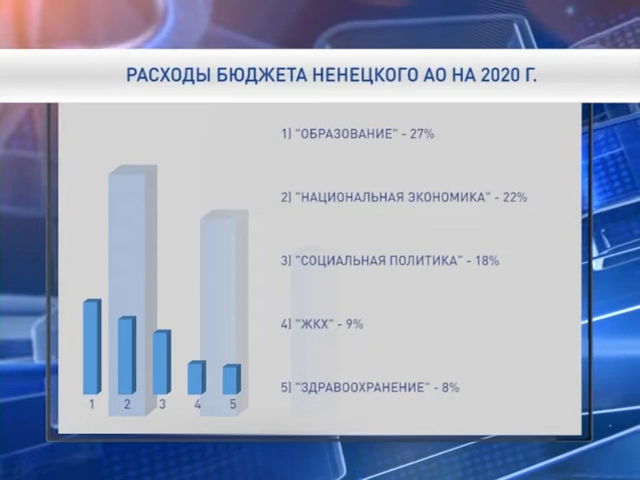 РАСХОДЫ БЮДЖЕТА НЕНЕЦКОГО АО НА 2020 Г.
1) "ОБРАЗОВАНИЕ" - 27%
2) "НАЦИОНАЛЬНАЯ ЭКОНОМИКА" - 22%
3) "СОЦИАЛЬНАЯ ПОЛИТИКА" - 18%
4) "ЖКХ" - 9%
5) "ЗДРАВООХРАНЕНИЕ" - 8%
1 2 3 4 5